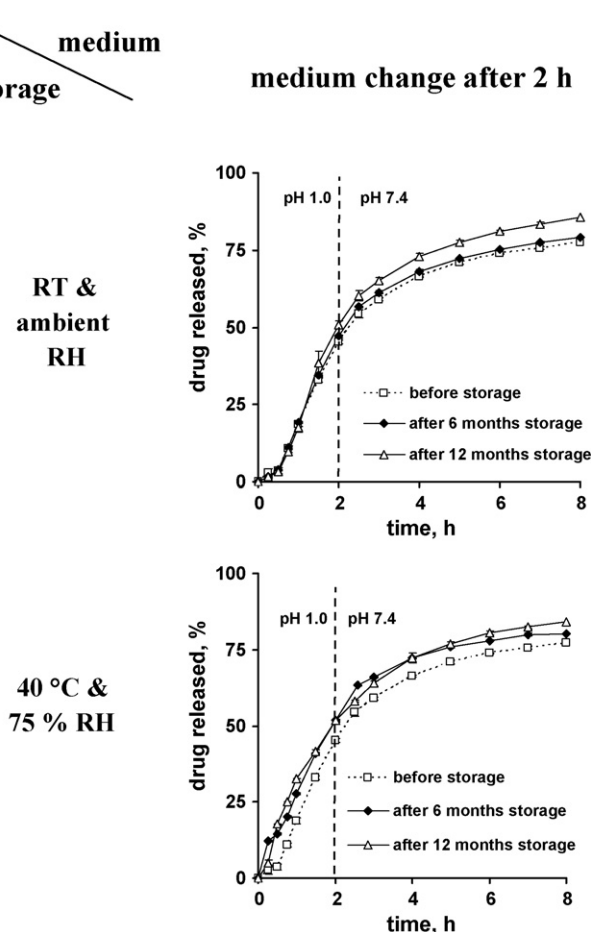 medium
orage
medium change after 2 h
RT &
ambient
RH
drug released, %
100
75
50
25
0
pH 1.0
pH 7.4
before storage
after 6 months storage
after 12 months storage
0 2 4 6 8
time, h
40 °C &
75 % RH
drug released, %
100
75
50
25
0
pH 1.0
pH 7.4
before storage
after 6 months storage
after 12 months storage
0 2 4 6 8
time, h